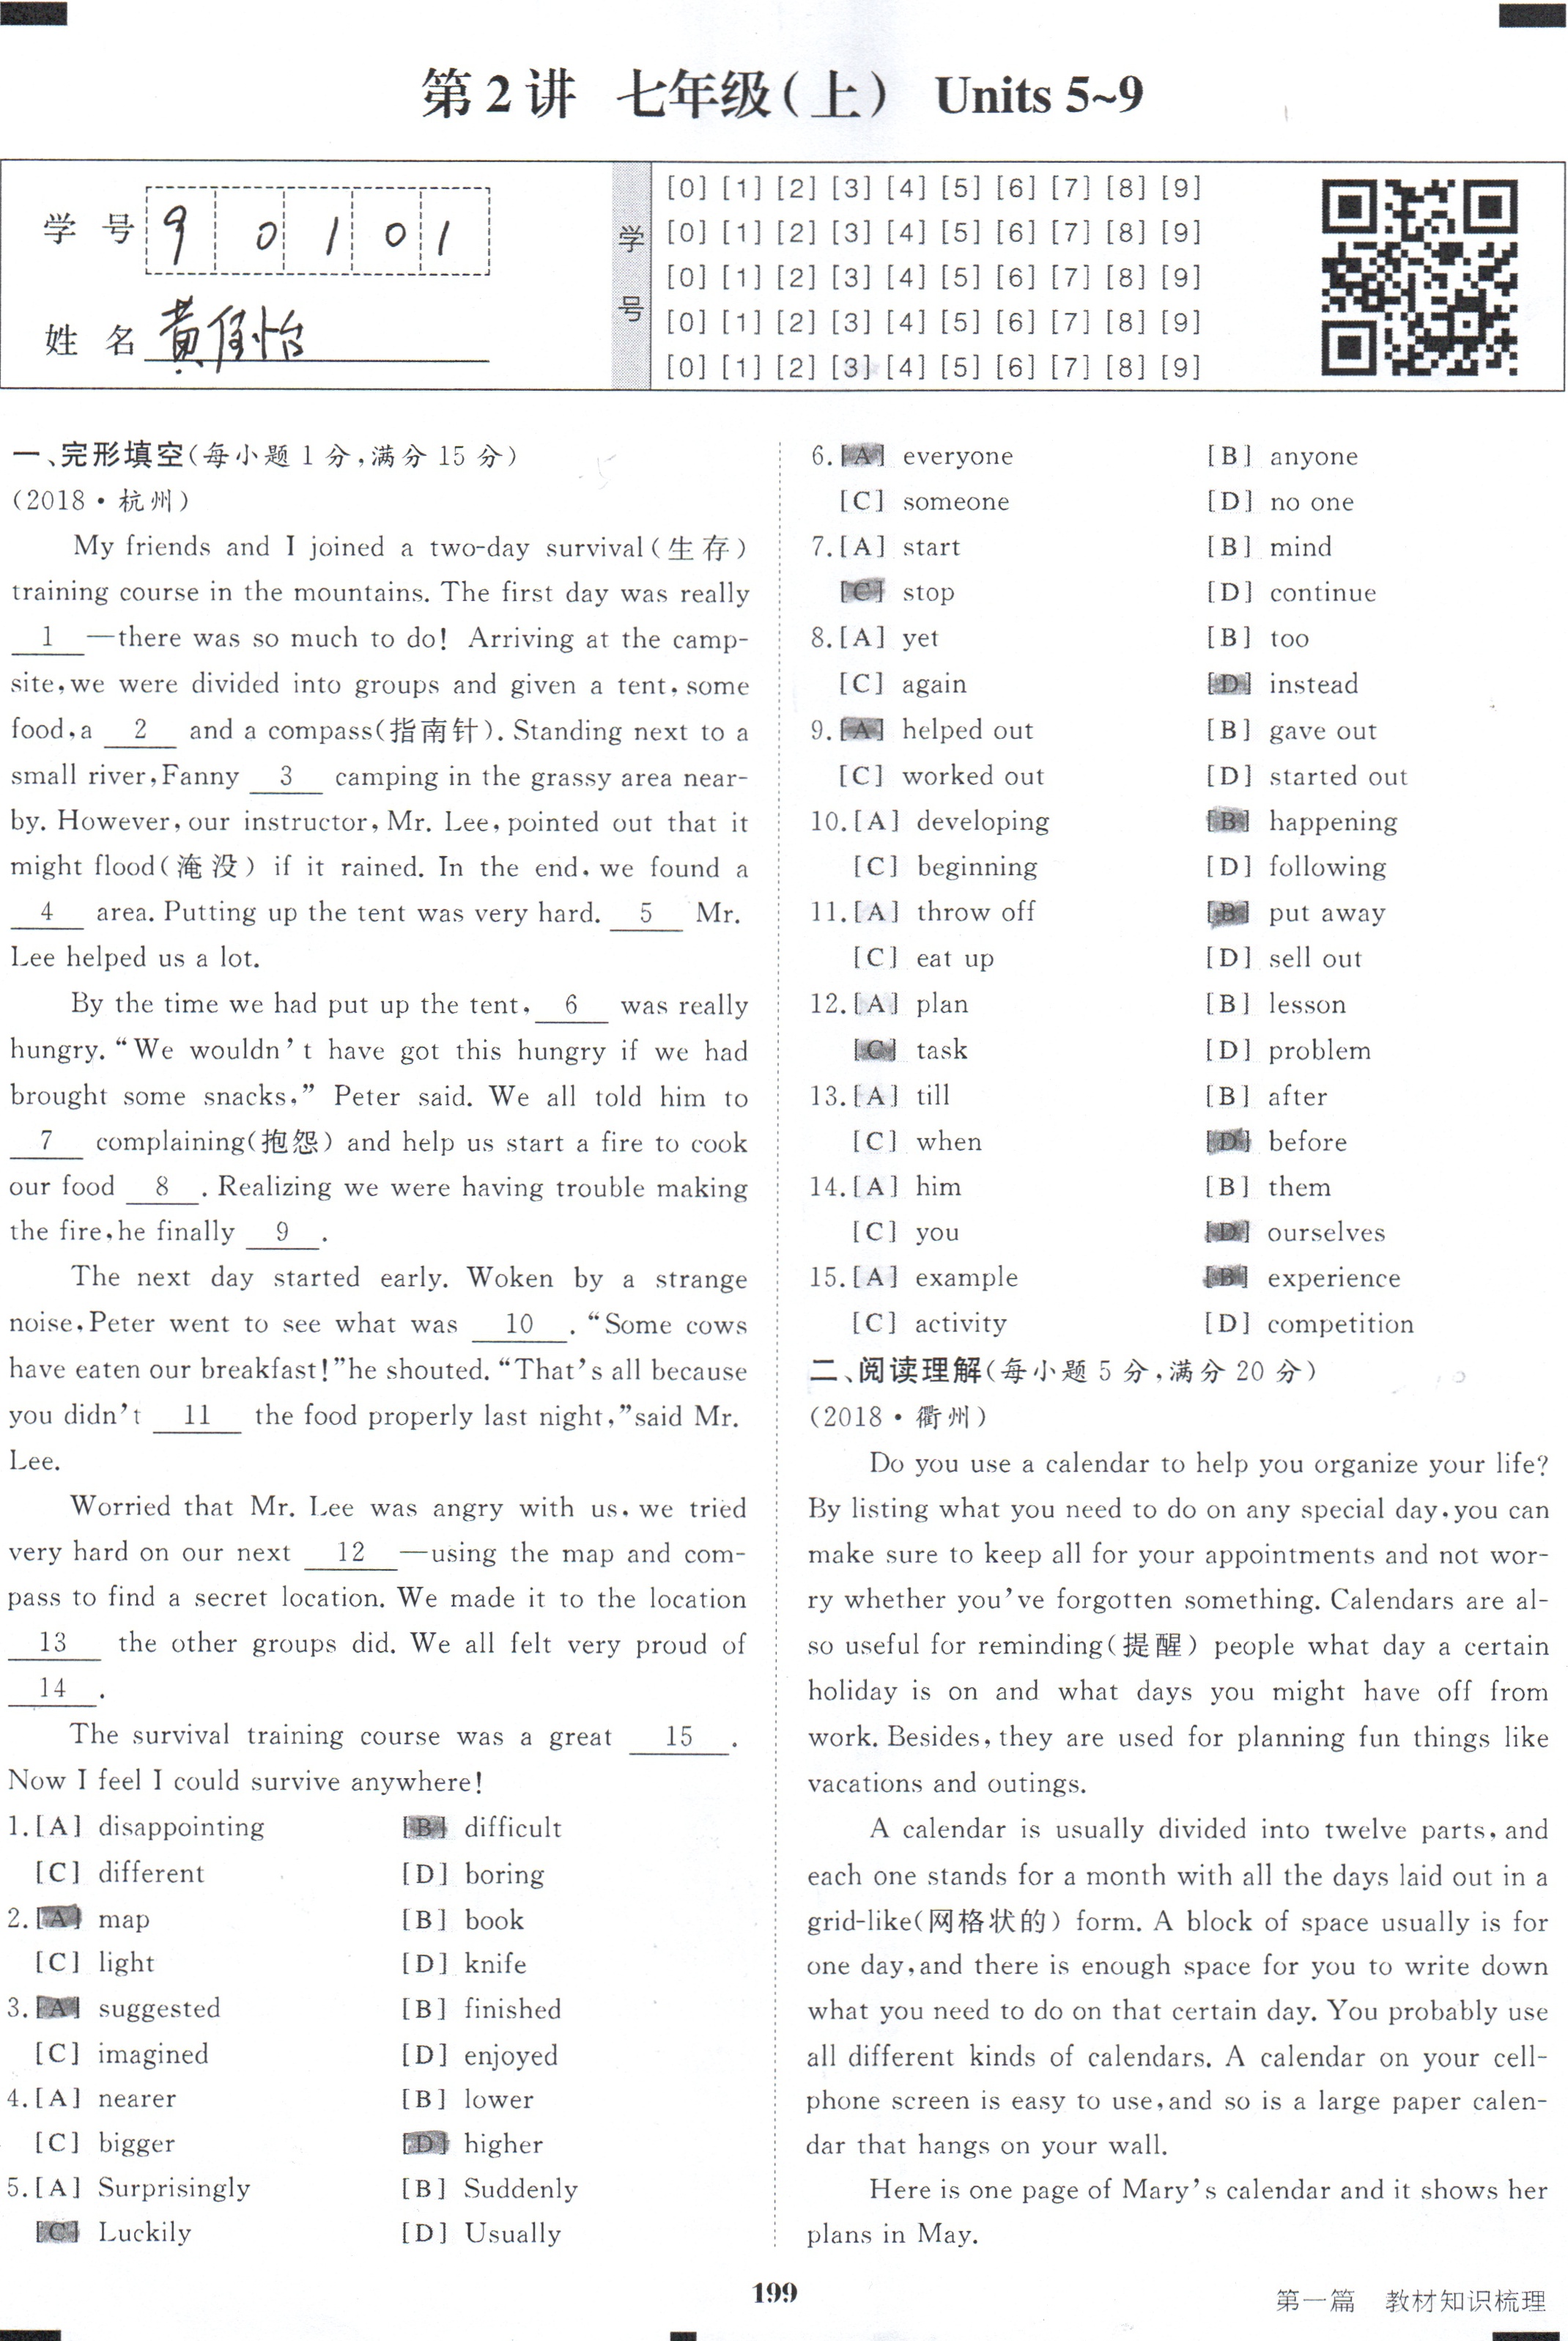 第2讲 七年级(上) Units 5~9
学 号 9 0 1 0 1
姓 名 黄佳怡
学号
[0] [1] [2] [3] [4] [5] [6] [7] [8] [9]
[0] [1] [2] [3] [4] [5] [6] [7] [8] [9]
[0] [1] [2] [3] [4] [5] [6] [7] [8] [9]
[0] [1] [2] [3] [4] [5] [6] [7] [8] [9]
[0] [1] [2] [3] [4] [5] [6] [7] [8] [9]
一、完形填空(每小题1分,满分15分)
(2018·杭州)
My friends and I joined a two-day survival(生存)
training course in the mountains. The first day was really
1 —there was so much to do! Arriving at the camp-
site, we were divided into groups and given a tent, some
food, a 2 and a compass(指南针). Standing next to a
small river, Fanny 3 camping in the grassy area near-
by. However, our instructor, Mr. Lee, pointed out that it
might flood(淹没) if it rained. In the end, we found a
4 area. Putting up the tent was very hard. 5 Mr.
Lee helped us a lot.
By the time we had put up the tent, 6 was really
hungry. “We wouldn’t have got this hungry if we had
brought some snacks,” Peter said. We all told him to
7 complaining(抱怨) and help us start a fire to cook
our food 8 . Realizing we were having trouble making
the fire, he finally 9 .
The next day started early. Woken by a strange
noise, Peter went to see what was 10 . “Some cows
have eaten our breakfast!”he shouted. “That’s all because
you didn’t 11 the food properly last night,”said Mr.
Lee.
Worried that Mr. Lee was angry with us, we tried
very hard on our next 12 —using the map and com-
pass to find a secret location. We made it to the location
13 the other groups did. We all felt very proud of
14 .
The survival training course was a great 15 .
Now I feel I could survive anywhere!
1. [A] disappointing [B] difficult
[C] different [D] boring
2. [A] map [B] book
[C] light [D] knife
3. [A] suggested [B] finished
[C] imagined [D] enjoyed
4. [A] nearer [B] lower
[C] bigger [D] higher
5. [A] Surprisingly [B] Suddenly
[C] Luckily [D] Usually
6. [A] everyone [B] anyone
[C] someone [D] no one
7. [A] start [B] mind
[C] stop [D] continue
8. [A] yet [B] too
[C] again [D] instead
9. [A] helped out [B] gave out
[C] worked out [D] started out
10. [A] developing [B] happening
[C] beginning [D] following
11. [A] throw off [B] put away
[C] eat up [D] sell out
12. [A] plan [B] lesson
[C] task [D] problem
13. [A] till [B] after
[C] when [D] before
14. [A] him [B] them
[C] you [D] ourselves
15. [A] example [B] experience
[C] activity [D] competition
二、阅读理解(每小题5分,满分20分)
(2018·衢州)
Do you use a calendar to help you organize your life?
By listing what you need to do on any special day, you can
make sure to keep all for your appointments and not wor-
ry whether you’ve forgotten something. Calendars are al-
so useful for reminding(提醒) people what day a certain
holiday is on and what days you might have off from
work. Besides, they are used for planning fun things like
vacations and outings.
A calendar is usually divided into twelve parts, and
each one stands for a month with all the days laid out in a
grid-like(网格状的) form. A block of space usually is for
one day, and there is enough space for you to write down
what you need to do on that certain day. You probably use
all different kinds of calendars. A calendar on your cell-
phone screen is easy to use, and so is a large paper calen-
dar that hangs on your wall.
Here is one page of Mary’s calendar and it shows her
plans in May.
199
第一篇 教材知识梳理